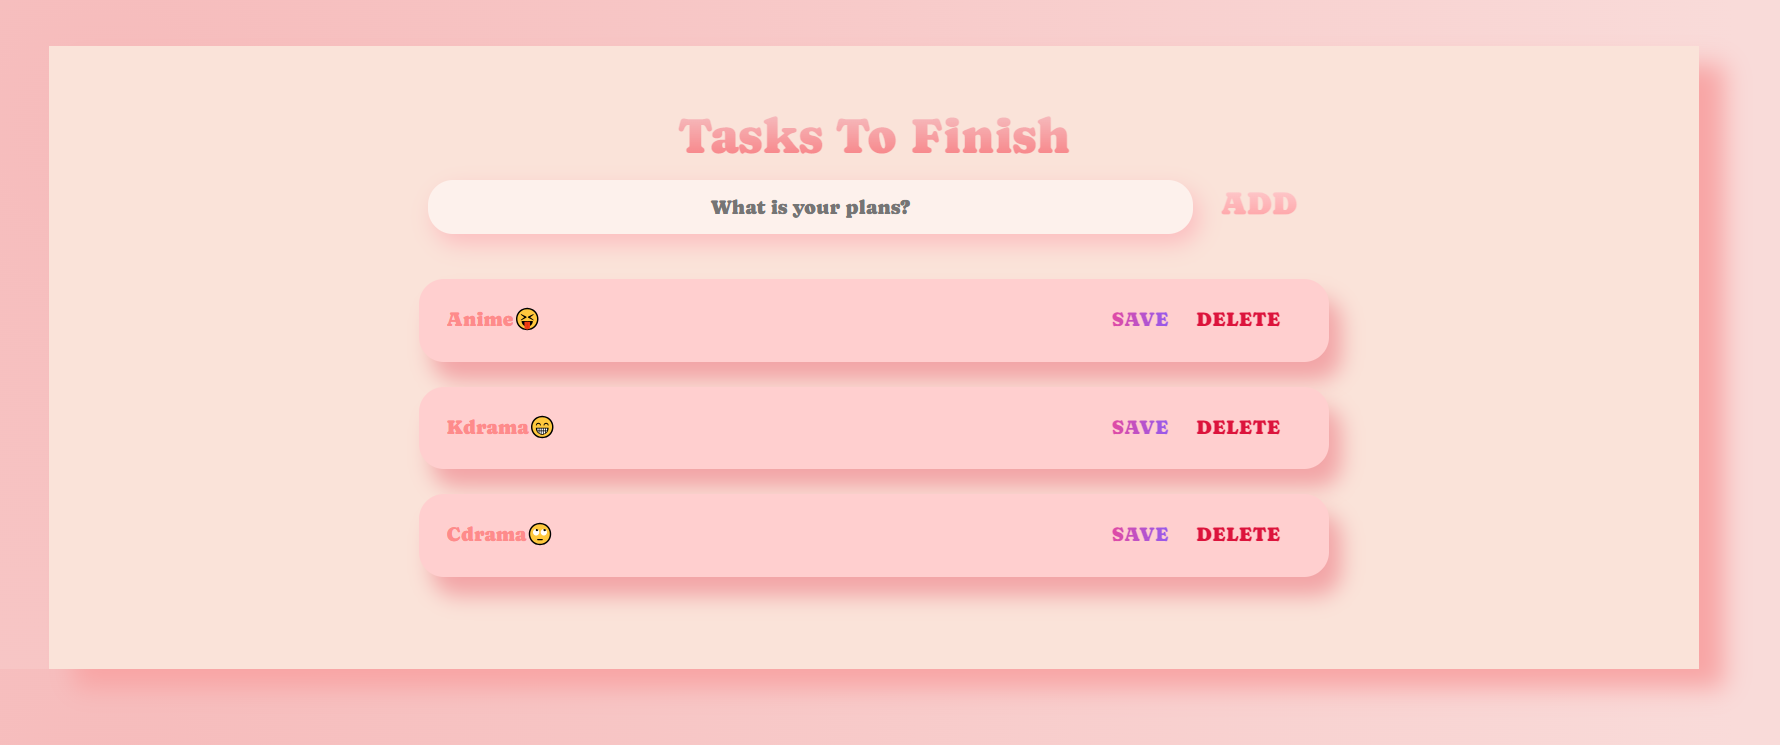 Tasks To Finish
What is your plans?
ADD
Anime😝 SAVE DELETE
Kdrama😁 SAVE DELETE
Cdrama🙄 SAVE DELETE